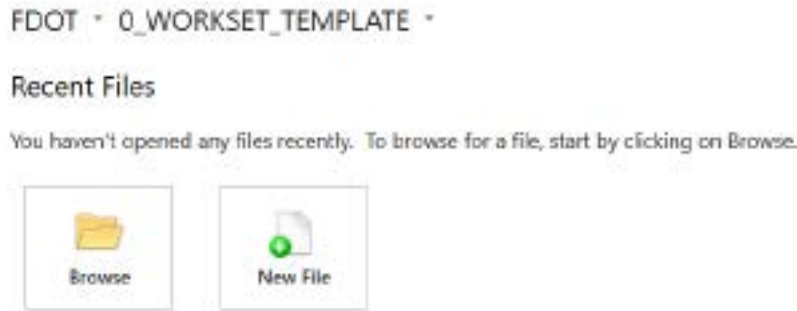 FDOT 0_WORKSET_TEMPLATE
Recent Files
You haven't opened any files recently. To browse for a file, start by clicking on Browse.
Browse New File